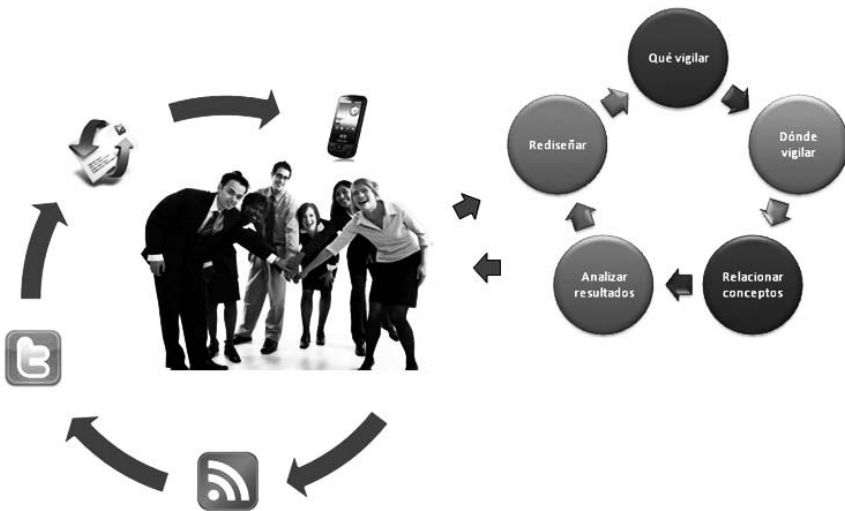 Qué vigilar
Dónde
vigilar
Relacionar
conceptos
Analizar
resultados
Rediseñar